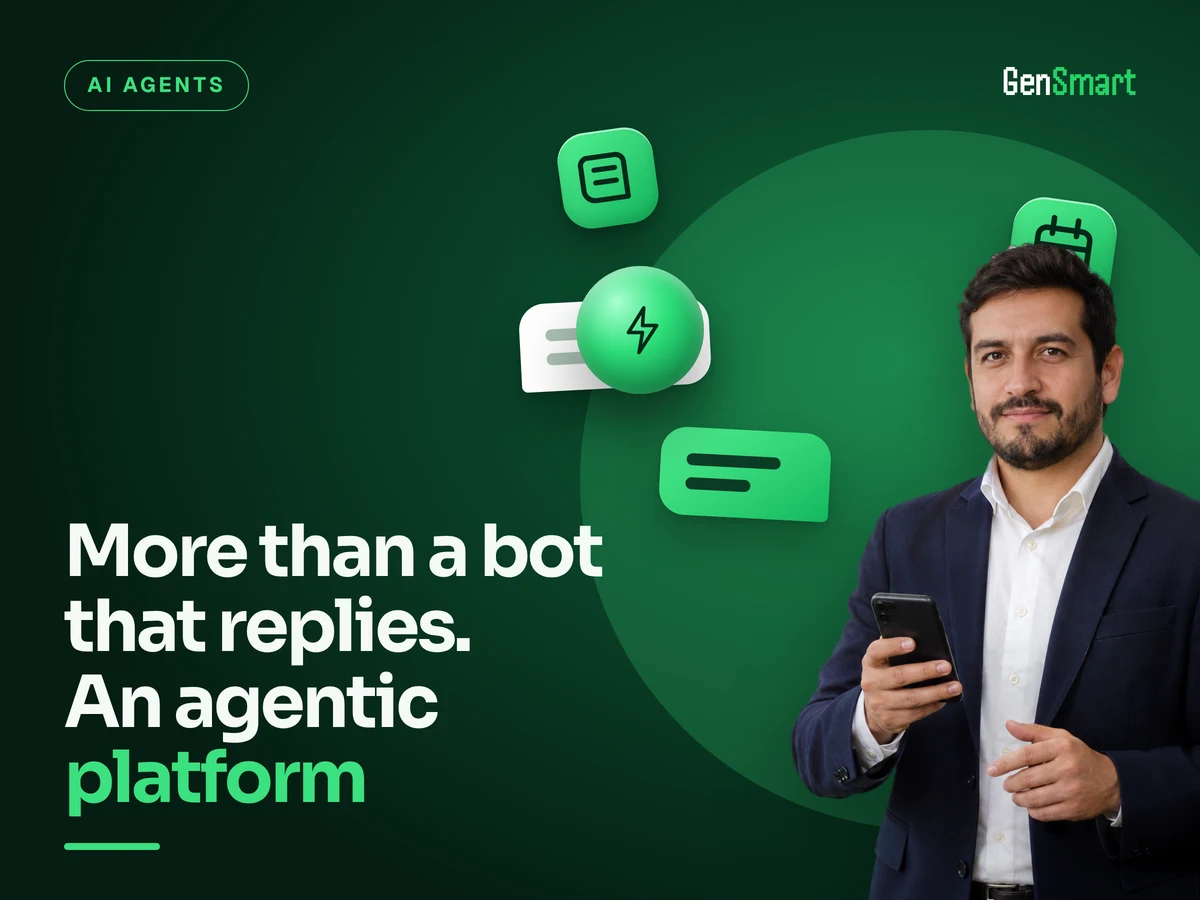 AI AGENTS
GenSmart
More than a bot
that replies.
An agentic
platform